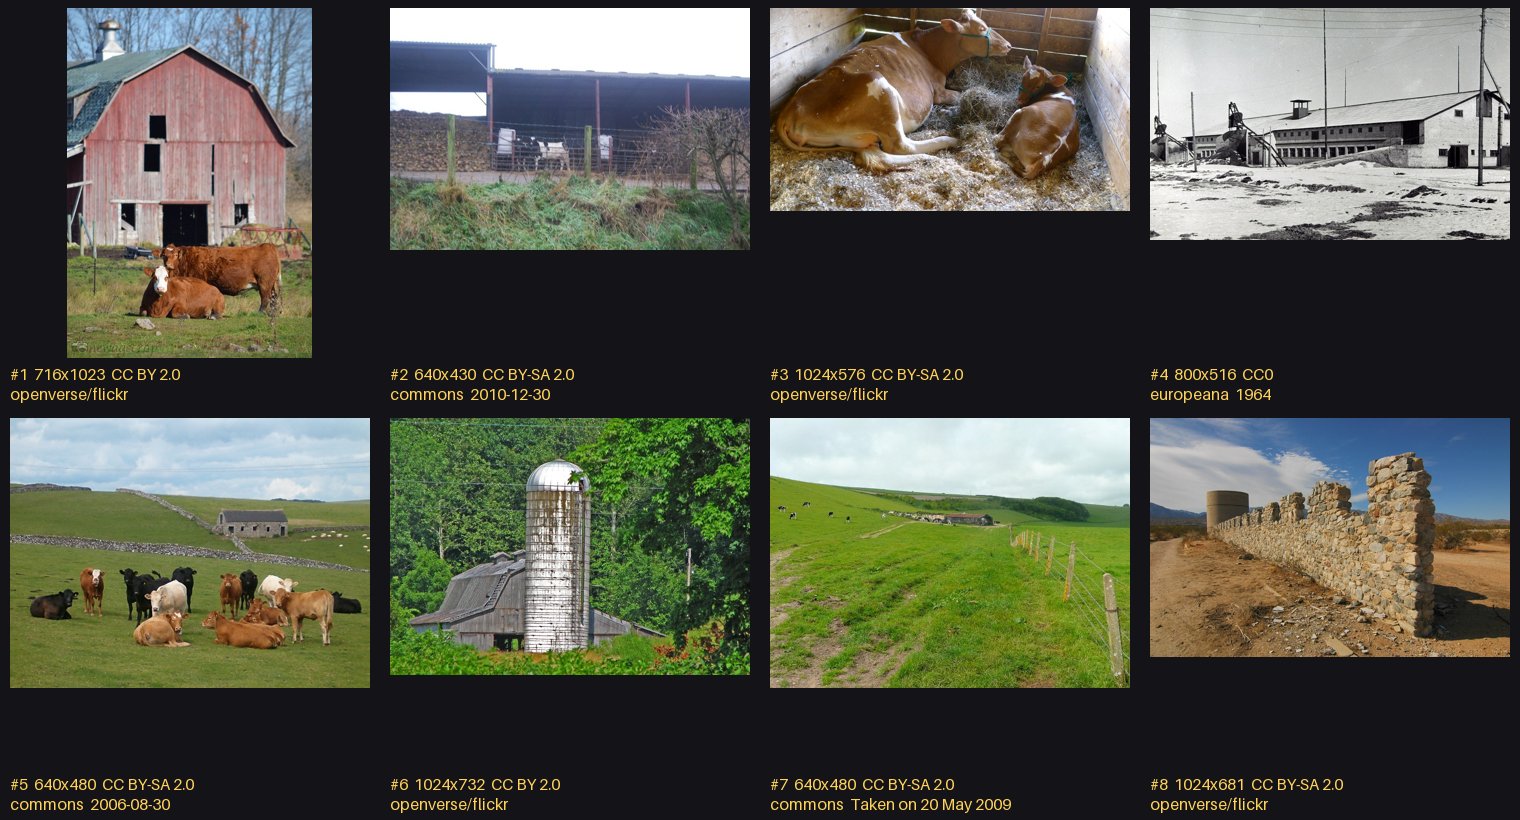 #1 716x1023 CC BY 2.0
openverse/flickr
#2 640x430 CC BY-SA 2.0
commons 2010-12-30
#3 1024x576 CC BY-SA 2.0
openverse/flickr
#4 800x516 CC0
europeana 1964
#5 640x480 CC BY-SA 2.0
commons 2006-08-30
#6 1024x732 CC BY 2.0
openverse/flickr
#7 640x480 CC BY-SA 2.0
commons Taken on 20 May 2009
#8 1024x681 CC BY-SA 2.0
openverse/flickr